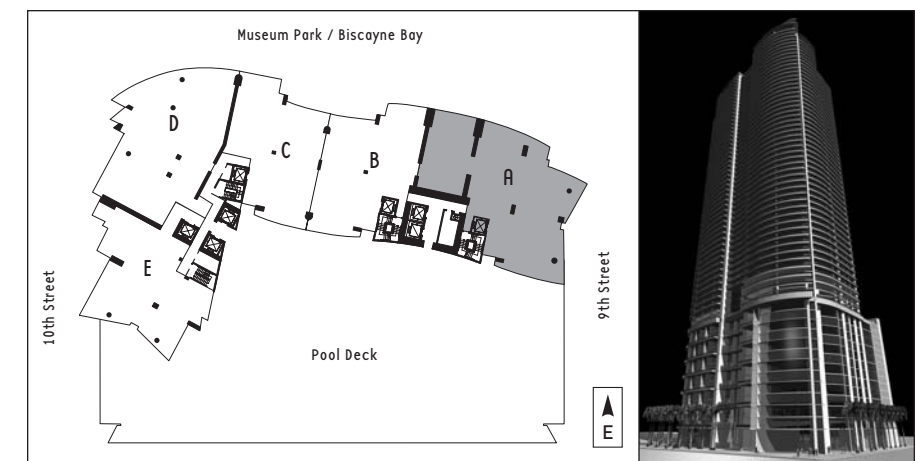 Museum Park / Biscayne Bay
D
C
B
A
E
10th Street
9th Street
Pool Deck
E